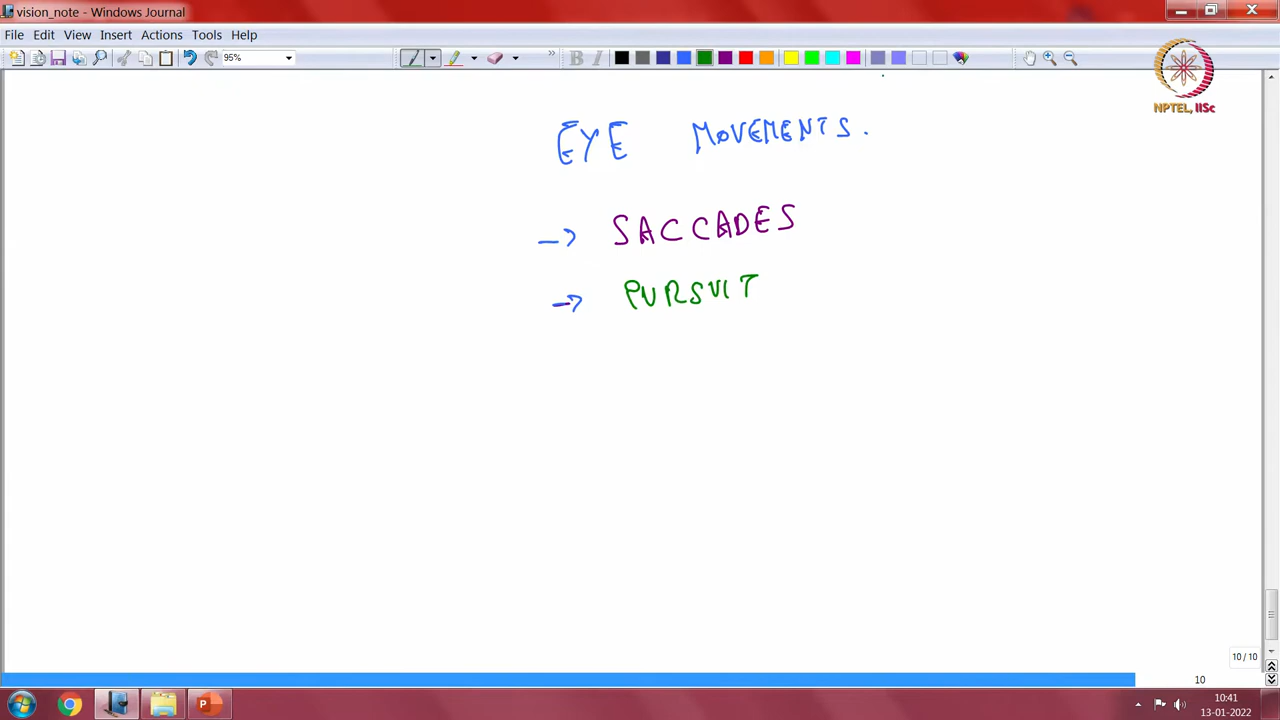 vision_note - Windows Journal
File Edit View Insert Actions Tools Help
95%
B I
NPTEL, IISc
EYE MOVEMENTS.
→ SACCADES
→ PURSUIT
10 / 10
10
10:41
13-01-2022